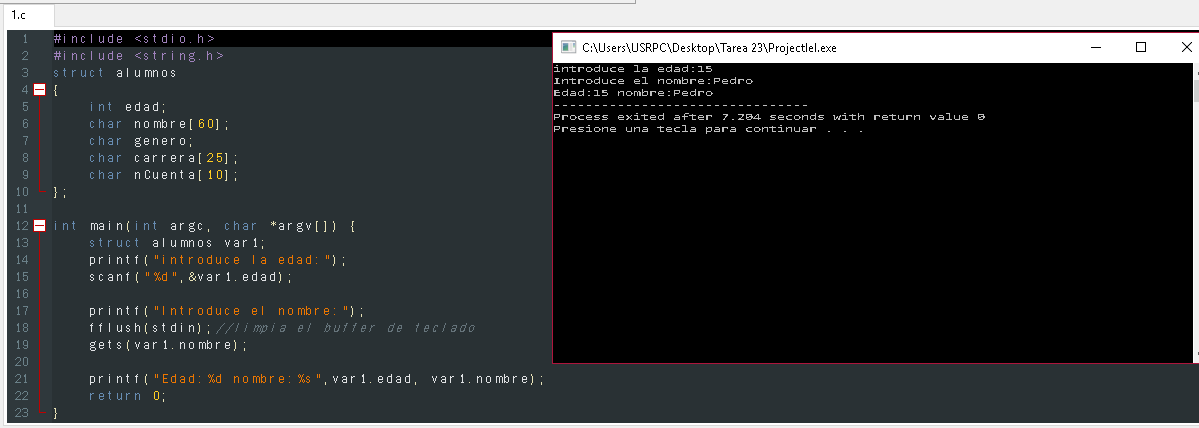 1.c
1 #include <stdio.h>
2 #include <string.h>
3 struct alumnos
4 {
5 int edad;
6 char nombre[60];
7 char genero;
8 char carrera[25];
9 char nCuenta[10];
10 };
11
12 int main(int argc, char *argv[]) {
13 struct alumnos var1;
14 printf("introduce la edad:");
15 scanf("%d",&var1.edad);
16
17 printf("Introduce el nombre:");
18 fflush(stdin);//limpia el buffer de teclado
19 gets(var1.nombre);
20
21 printf("Edad:%d nombre:%s",var1.edad, var1.nombre);
22 return 0;
23 }
C:\Users\USRPC\Desktop\Tarea 23\Projectlel.exe
introduce la edad:15
Introduce el nombre:Pedro
Edad:15 nombre:Pedro
--------------------------------
Process exited after 7.204 seconds with return value 0
Presione una tecla para continuar . . .